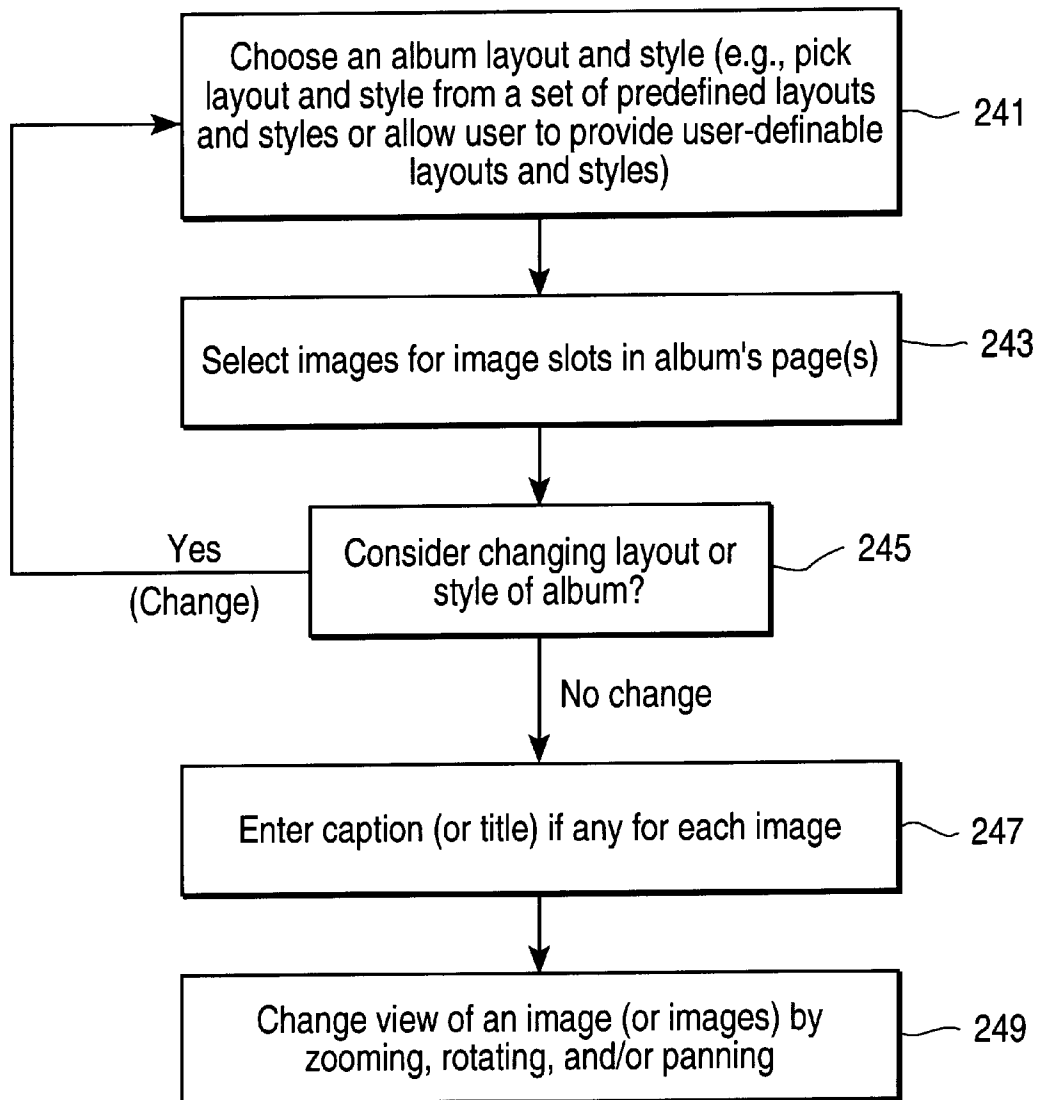 Choose an album layout and style (e.g., pick
layout and style from a set of predefined layouts
and styles or allow user to provide user-definable
layouts and styles)
241
Select images for image slots in album's page(s)
243
Consider changing layout or
style of album?
245
Yes
(Change)
No change
Enter caption (or title) if any for each image
247
Change view of an image (or images) by
zooming, rotating, and/or panning
249